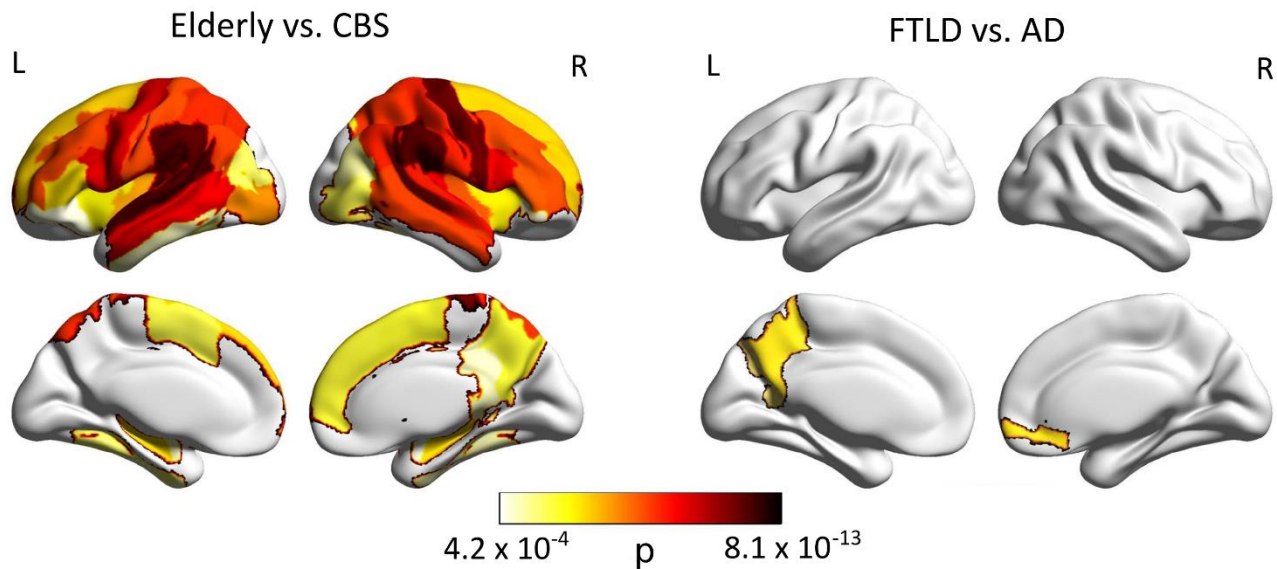 Elderly vs. CBS
L
R
FTLD vs. AD
L
R
4.2 x 10⁻⁴
p
8.1 x 10⁻¹³